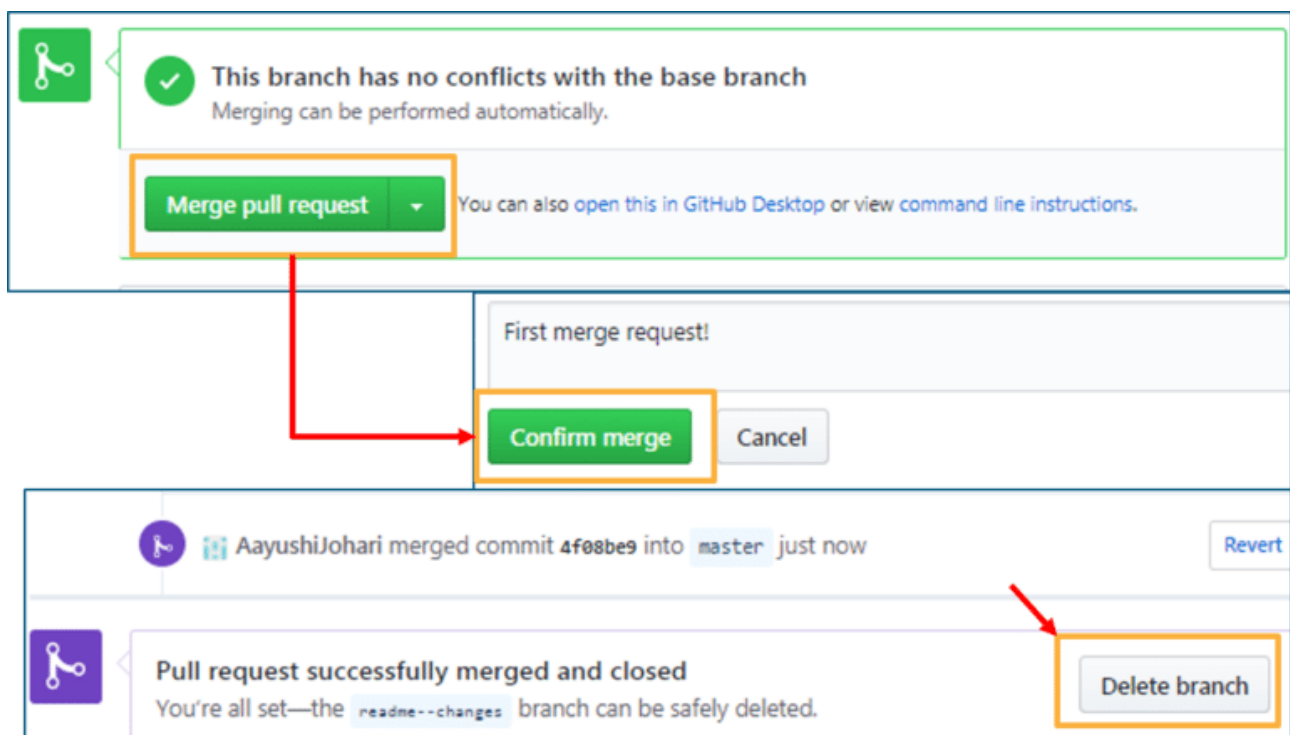 This branch has no conflicts with the base branch
Merging can be performed automatically.
Merge pull request
You can also open this in GitHub Desktop or view command line instructions.
First merge request!
Confirm merge
Cancel
AayushiJohari merged commit 4f08be9 into master just now
Revert
Pull request successfully merged and closed
You're all set—the readme--changes branch can be safely deleted.
Delete branch